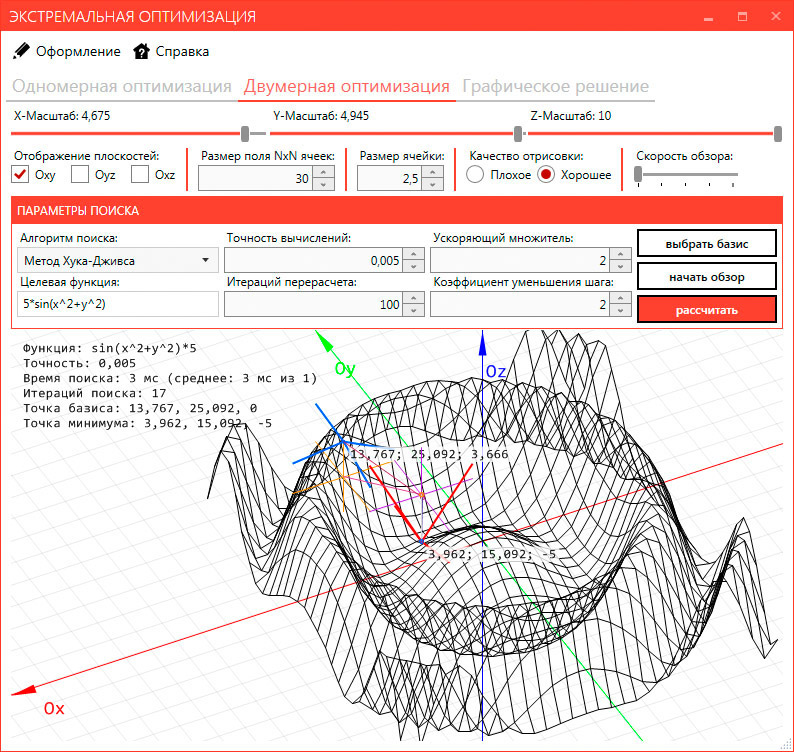 ЭКСТРЕМАЛЬНАЯ ОПТИМИЗАЦИЯ
Оформление Справка
Одномерная оптимизация Двумерная оптимизация Графическое решение
X-Масштаб: 4,675 Y-Масштаб: 4,945 Z-Масштаб: 10
Отображение плоскостей: Размер поля NxN ячеек: Размер ячейки: Качество отрисовки: Скорость обзора:
Oxy Oyz Oxz 30 2,5 Плохое Хорошее
ПАРАМЕТРЫ ПОИСКА
Алгоритм поиска: Точность вычислений: Ускоряющий множитель: выбрать базис
Метод Хука-Дживса 0,005 2
начать обзор
Целевая функция: Итераций перерасчета: Коэффициент уменьшения шага:
5*sin(x^2+y^2) 100 2 рассчитать
Функция: sin(x^2+y^2)*5
Точность: 0,005
Время поиска: 3 мс (среднее: 3 мс из 1)
Итераций поиска: 17
Точка базиса: 13,767, 25,092, 0
Точка минимума: 3,962, 15,092, -5
Oy
Oz
13,767; 25,092; 3,666
3,962; 15,092; -5
Ox